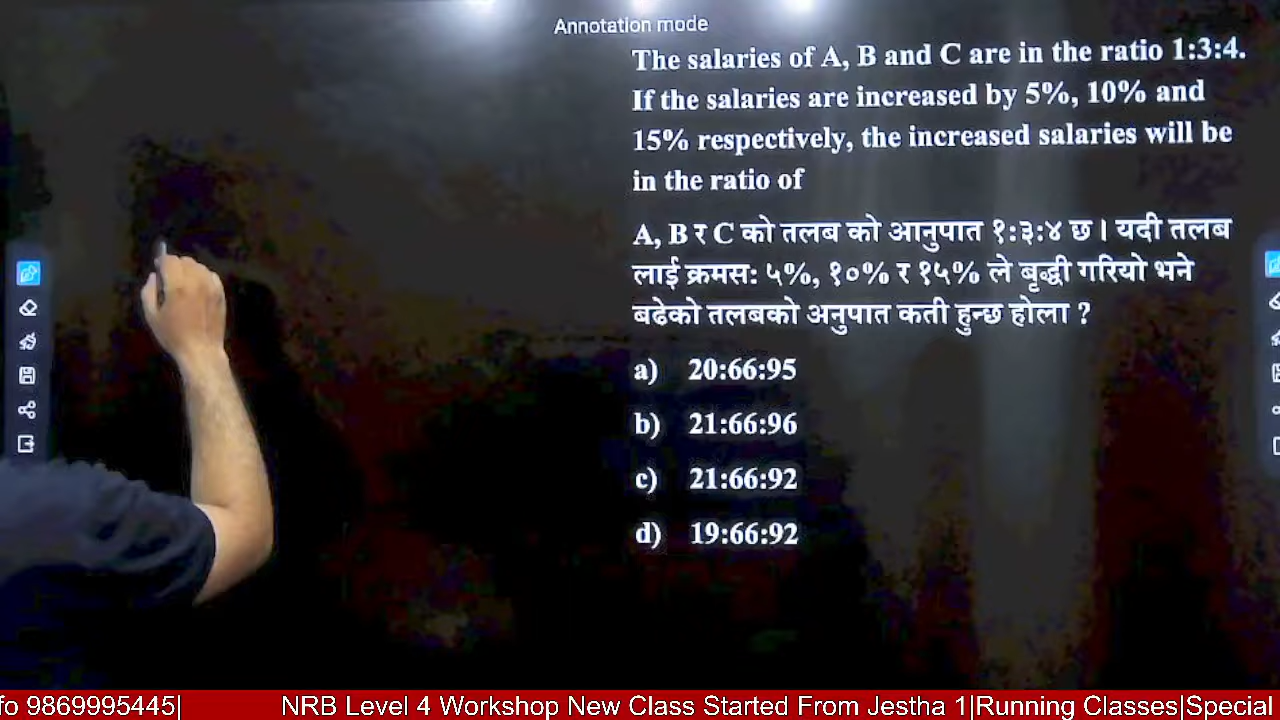 Annotation mode
The salaries of A, B and C are in the ratio 1:3:4.
If the salaries are increased by 5%, 10% and
15% respectively, the increased salaries will be
in the ratio of
A, B र C को तलब को आनुपात १:३:४ छ। यदी तलब
लाई क्रमस: ५%, १०% र १५% ले बृद्धी गरियो भने
बढेको तलबको अनुपात कती हुन्छ होला ?
a) 20:66:95
b) 21:66:96
c) 21:66:92
d) 19:66:92
fo 9869995445| NRB Level 4 Workshop New Class Started From Jestha 1|Running Classes|Special